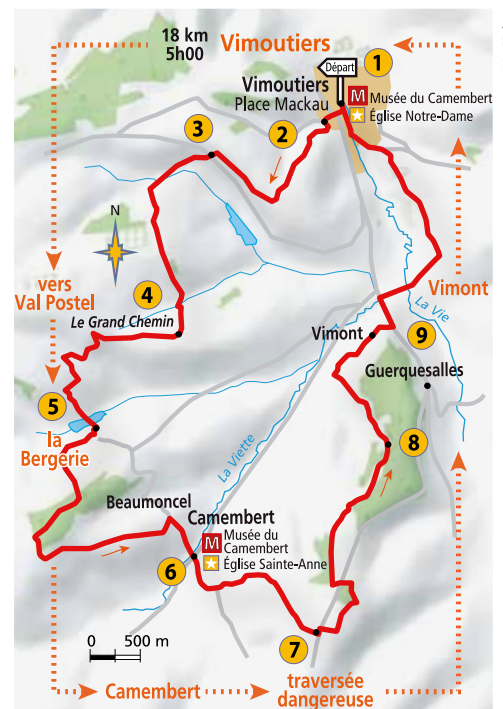 18 km
5h00
Vimoutiers
Départ
1
Vimoutiers
Place Mackau
M Musée du Camembert
Église Notre-Dame
2
3
N
vers
Val Postel
4
Le Grand Chemin
La Vie
Vimont
Vimont
9
Guerquesalles
5
la
Bergerie
8
La Viette
Beaumoncel
Camembert
M Musée du
Camembert
Église Sainte-Anne
6
7
0 500 m
Camembert
traversée
dangereuse